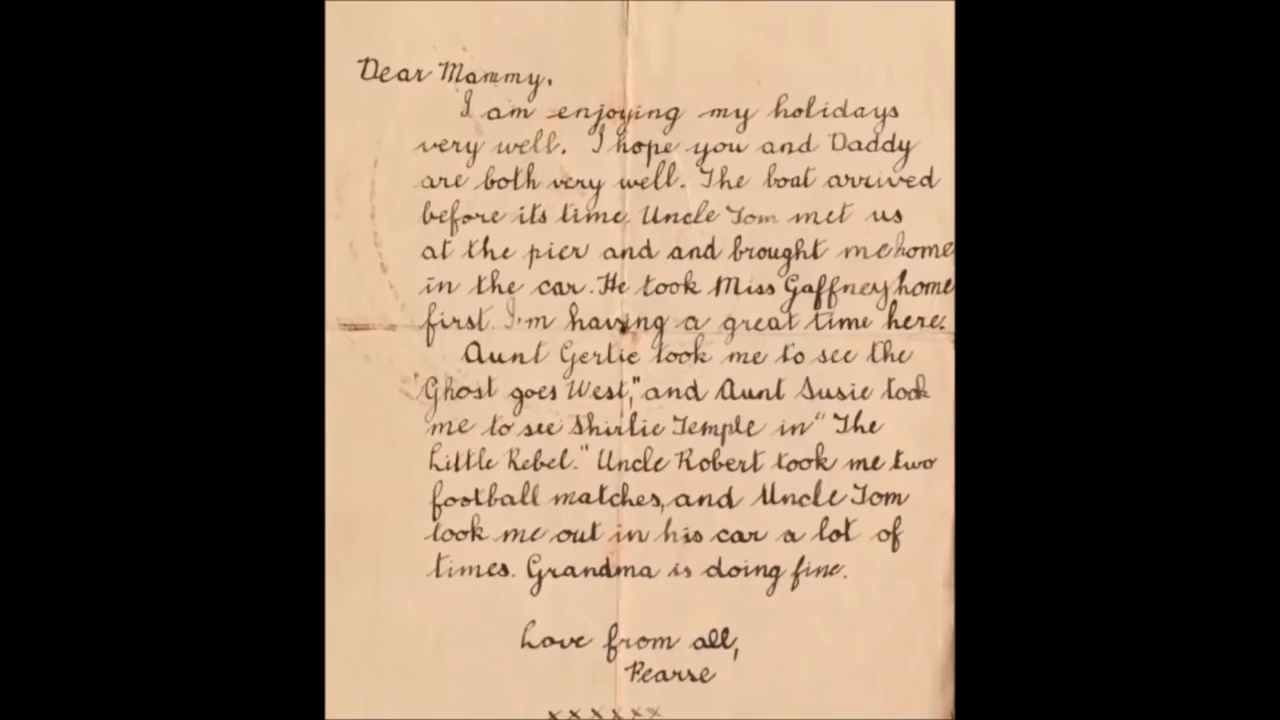 Dear Mammy,
I am enjoying my holidays
very well. I hope you and Daddy
are both very well. The boat arrived
before its time. Uncle Tom met us
at the pier and and brought me home
in the car. He took Miss Gaffney home
first. I'm having a great time here.
Aunt Gertie took me to see the
"Ghost goes West," and Aunt Susie took
me to see Shirlie Temple in "The
Little Rebel." Uncle Robert took me two
football matches, and Uncle Tom
took me out in his car a lot of
times. Grandma is doing fine.
Love from all,
Pearse
xxxxxx